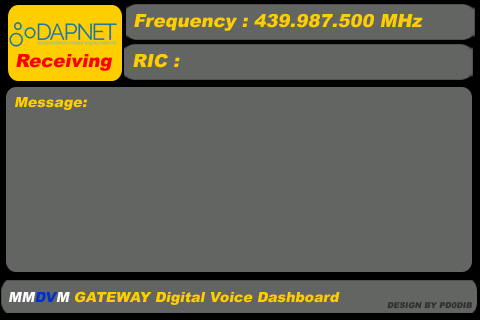 DAPNET
Receiving
Frequency : 439.987.500 MHz
RIC :
Message:
MMDVM GATEWAY Digital Voice Dashboard
DESIGN BY PD0DIB